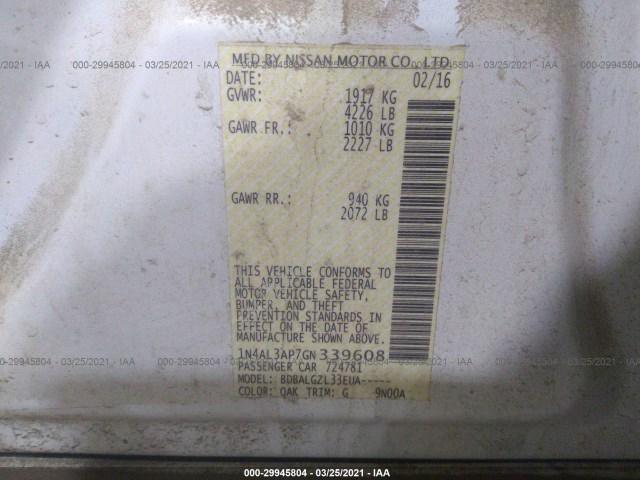 000-29945804 - 03/25/2021 - IAA
MFD BY NISSAN MOTOR CO., LTD.
DATE: 02/16
GVWR: 1917 KG
4226 LB
GAWR FR.: 1010 KG
2227 LB
GAWR RR.: 940 KG
2072 LB
THIS VEHICLE CONFORMS TO
ALL APPLICABLE FEDERAL
MOTOR VEHICLE SAFETY,
BUMPER, AND THEFT
PREVENTION STANDARDS IN
EFFECT ON THE DATE OF
MANUFACTURE SHOWN ABOVE.
1N4AL3AP7GN339608
PASSENGER CAR 724781
MODEL: BDBALGZL33EUA-----
COLOR: QAK TRIM: G 9N00A
000-29945804 - 03/25/2021 - IAA